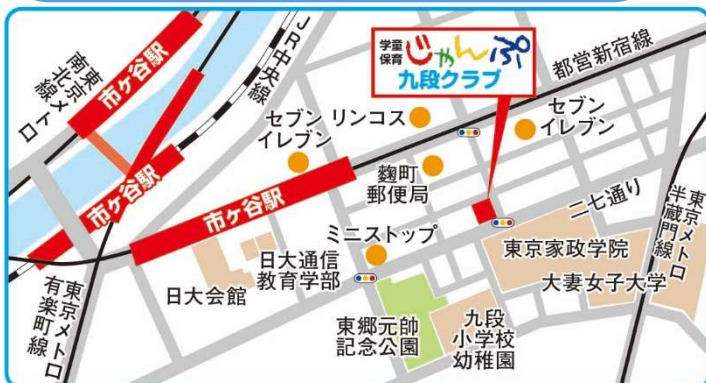 学童
保育
じゃんぷ
九段クラブ
都営新宿線
JR中央線
市ヶ谷駅
東京メトロ
南北線
セブン
イレブン
リンコス
セブン
イレブン
市ヶ谷駅
麴町
郵便局
市ヶ谷駅
二七通り
東京メトロ
半蔵門線
ミニストップ
東京家政学院
日大通信
教育学部
大妻女子大学
日大会館
東京メトロ
有楽町線
東郷元帥
記念公園
九段
小学校
幼稚園